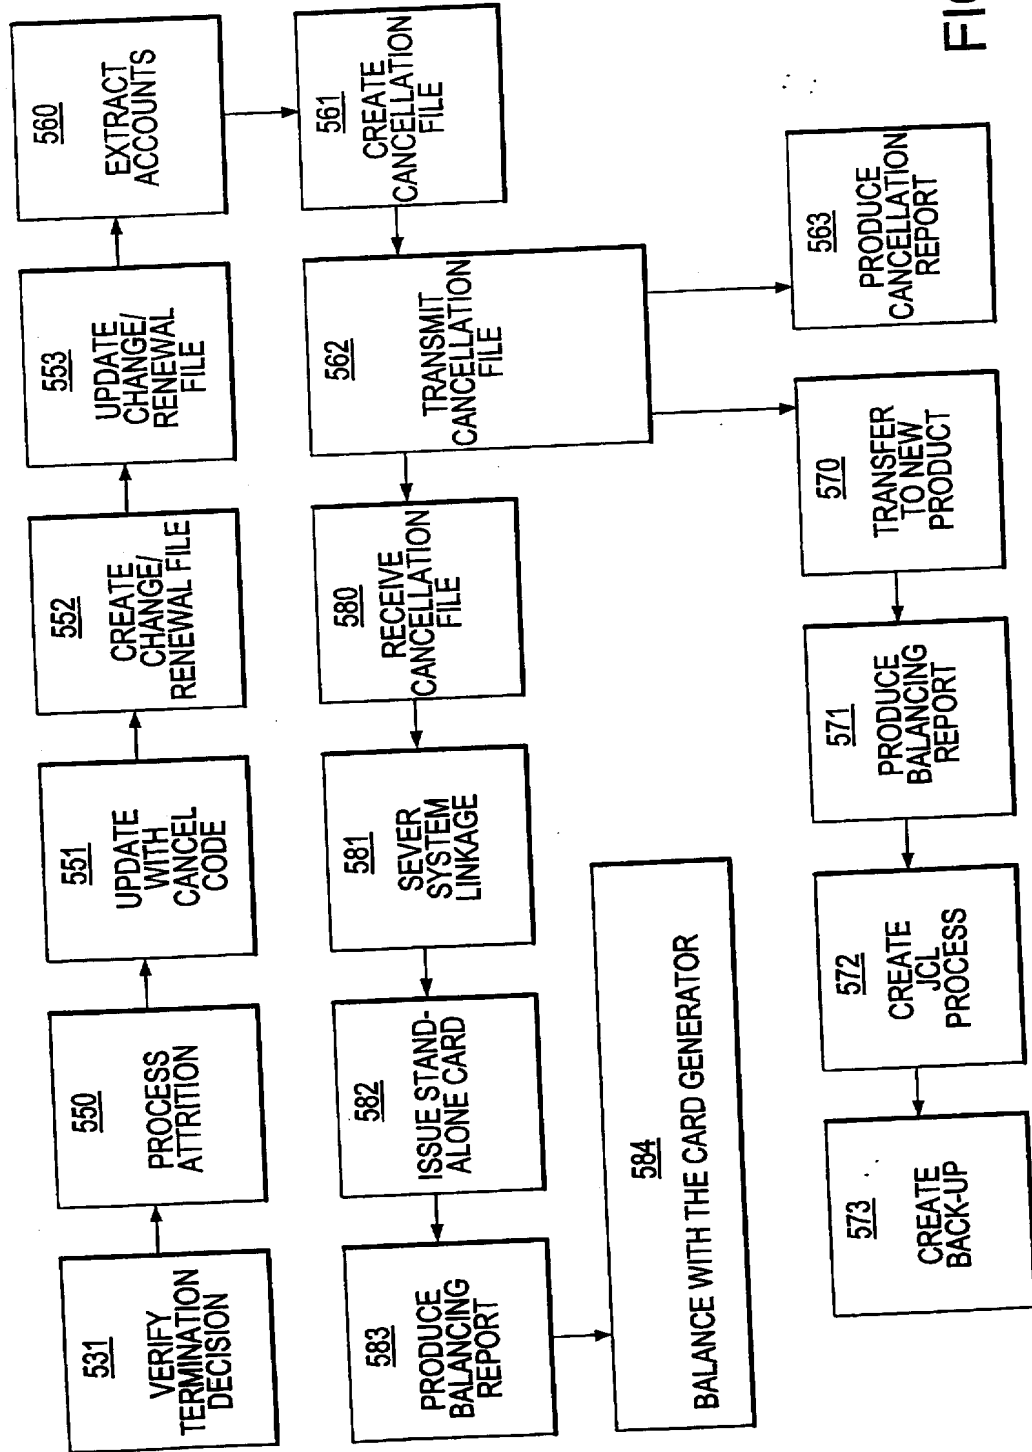 531
VERIFY
TERMINATION
DECISION
550
PROCESS
ATTRITION
551
UPDATE
WITH
CANCEL
CODE
552
CREATE
CHANGE/
RENEWAL FILE
553
UPDATE
CHANGE/
RENEWAL
FILE
560
EXTRACT
ACCOUNTS
583
PRODUCE
BALANCING
REPORT
582
ISSUE STAND-
ALONE CARD
581
SEVER
SYSTEM
LINKAGE
580
RECEIVE
CANCELLATION
FILE
562
TRANSMIT
CANCELLATION
FILE
561
CREATE
CANCELLATION
FILE
584
BALANCE WITH THE CARD GENERATOR
573
CREATE
BACK-UP
572
CREATE
JCL
PROCESS
571
PRODUCE
BALANCING
REPORT
570
TRANSFER
TO NEW
PRODUCT
563
PRODUCE
CANCELLATION
REPORT